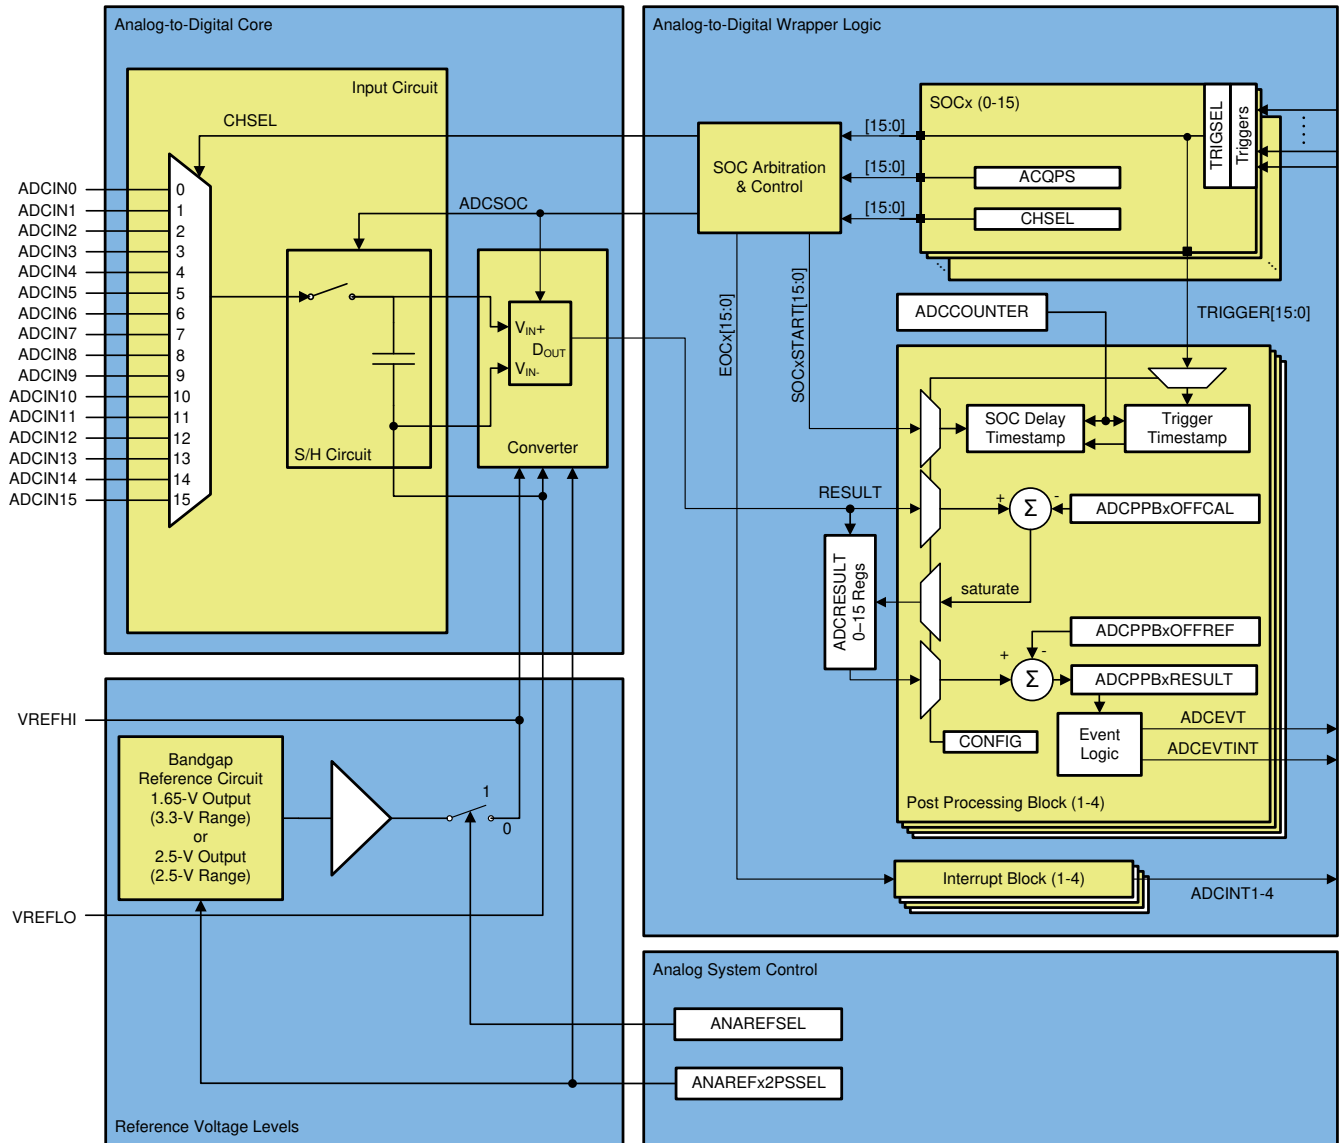 Analog-to-Digital Core
Input Circuit
CHSEL
ADCIN0 0
ADCIN1 1
ADCIN2 2
ADCIN3 3
ADCIN4 4
ADCIN5 5
ADCIN6 6
ADCIN7 7
ADCIN8 8
ADCIN9 9
ADCIN10 10
ADCIN11 11
ADCIN12 12
ADCIN13 13
ADCIN14 14
ADCIN15 15
ADCSOC
S/H Circuit
VIN+
DOUT
VIN-
Converter
Analog-to-Digital Wrapper Logic
SOC Arbitration
& Control
[15:0]
[15:0]
[15:0]
SOCx (0-15)
TRIGSEL
Triggers
ACQPS
CHSEL
EOCx[15:0]
SOCxSTART[15:0]
ADCCOUNTER
TRIGGER[15:0]
SOC Delay
Timestamp
Trigger
Timestamp
RESULT
+
Σ
-
ADCPPBxOFFCAL
ADCRESULT
0–15 Regs
saturate
ADCPPBxOFFREF
+
-
Σ
ADCPPBxRESULT
CONFIG
Event
Logic
ADCEVT
ADCEVTINT
Post Processing Block (1-4)
Interrupt Block (1-4)
ADCINT1-4
VREFHI
Bandgap
Reference Circuit
1.65-V Output
(3.3-V Range)
or
2.5-V Output
(2.5-V Range)
1
0
VREFLO
Reference Voltage Levels
Analog System Control
ANAREFSEL
ANAREFx2PSSEL